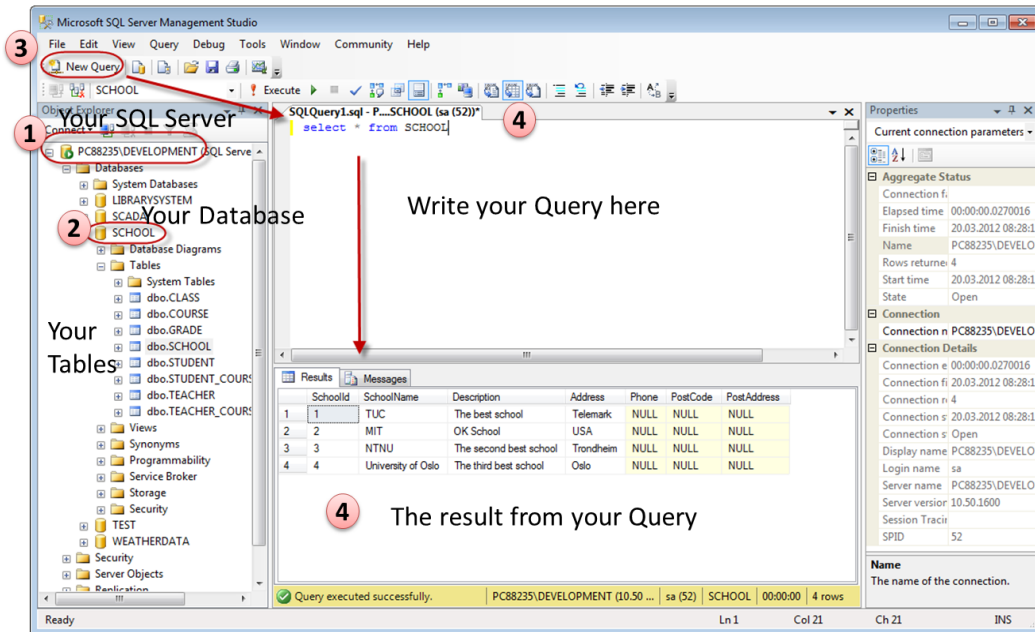 Microsoft SQL Server Management Studio
File Edit View Query Debug Tools Window Community Help
3
New Query
SCHOOL Execute
Object Explorer
Your SQL Server
1
PC88235\DEVELOPMENT (SQL Serve
Databases
System Databases
LIBRARYSYSTEM
SCADA
Your Database
2
SCHOOL
Database Diagrams
Tables
System Tables
dbo.CLASS
dbo.COURSE
dbo.GRADE
dbo.SCHOOL
dbo.STUDENT
dbo.STUDENT_COURS
dbo.TEACHER
dbo.TEACHER_COURS
Your
Tables
Views
Synonyms
Programmability
Service Broker
Storage
Security
TEST
WEATHERDATA
Security
Server Objects
Replication
SQLQuery1.sql - P....SCHOOL (sa (52))*
4
select * from SCHOOL
Write your Query here
Results Messages
SchoolId SchoolName Description Address Phone PostCode PostAddress
1 1 TUC The best school Telemark NULL NULL NULL
2 2 MIT OK School USA NULL NULL NULL
3 3 NTNU The second best school Trondheim NULL NULL NULL
4 4 University of Oslo The third best school Oslo NULL NULL NULL
4
The result from your Query
Query executed successfully. PC88235\DEVELOPMENT (10.50 ... sa (52) SCHOOL 00:00:00 4 rows
Properties
Current connection parameters
Aggregate Status
Connection f
Elapsed time 00:00:00.0270016
Finish time 20.03.2012 08:28:1
Name PC88235\DEVELO
Rows returne 4
Start time 20.03.2012 08:28:1
State Open
Connection
Connection n PC88235\DEVELO
Connection Details
Connection e 00:00:00.0270016
Connection fi 20.03.2012 08:28:1
Connection r 4
Connection s 20.03.2012 08:28:1
Connection s Open
Display name PC88235\DEVELO
Login name sa
Server name PC88235\DEVELO
Server version 10.50.1600
Session Tracin
SPID 52
Name
The name of the connection.
Ready Ln 1 Col 21 Ch 21 INS